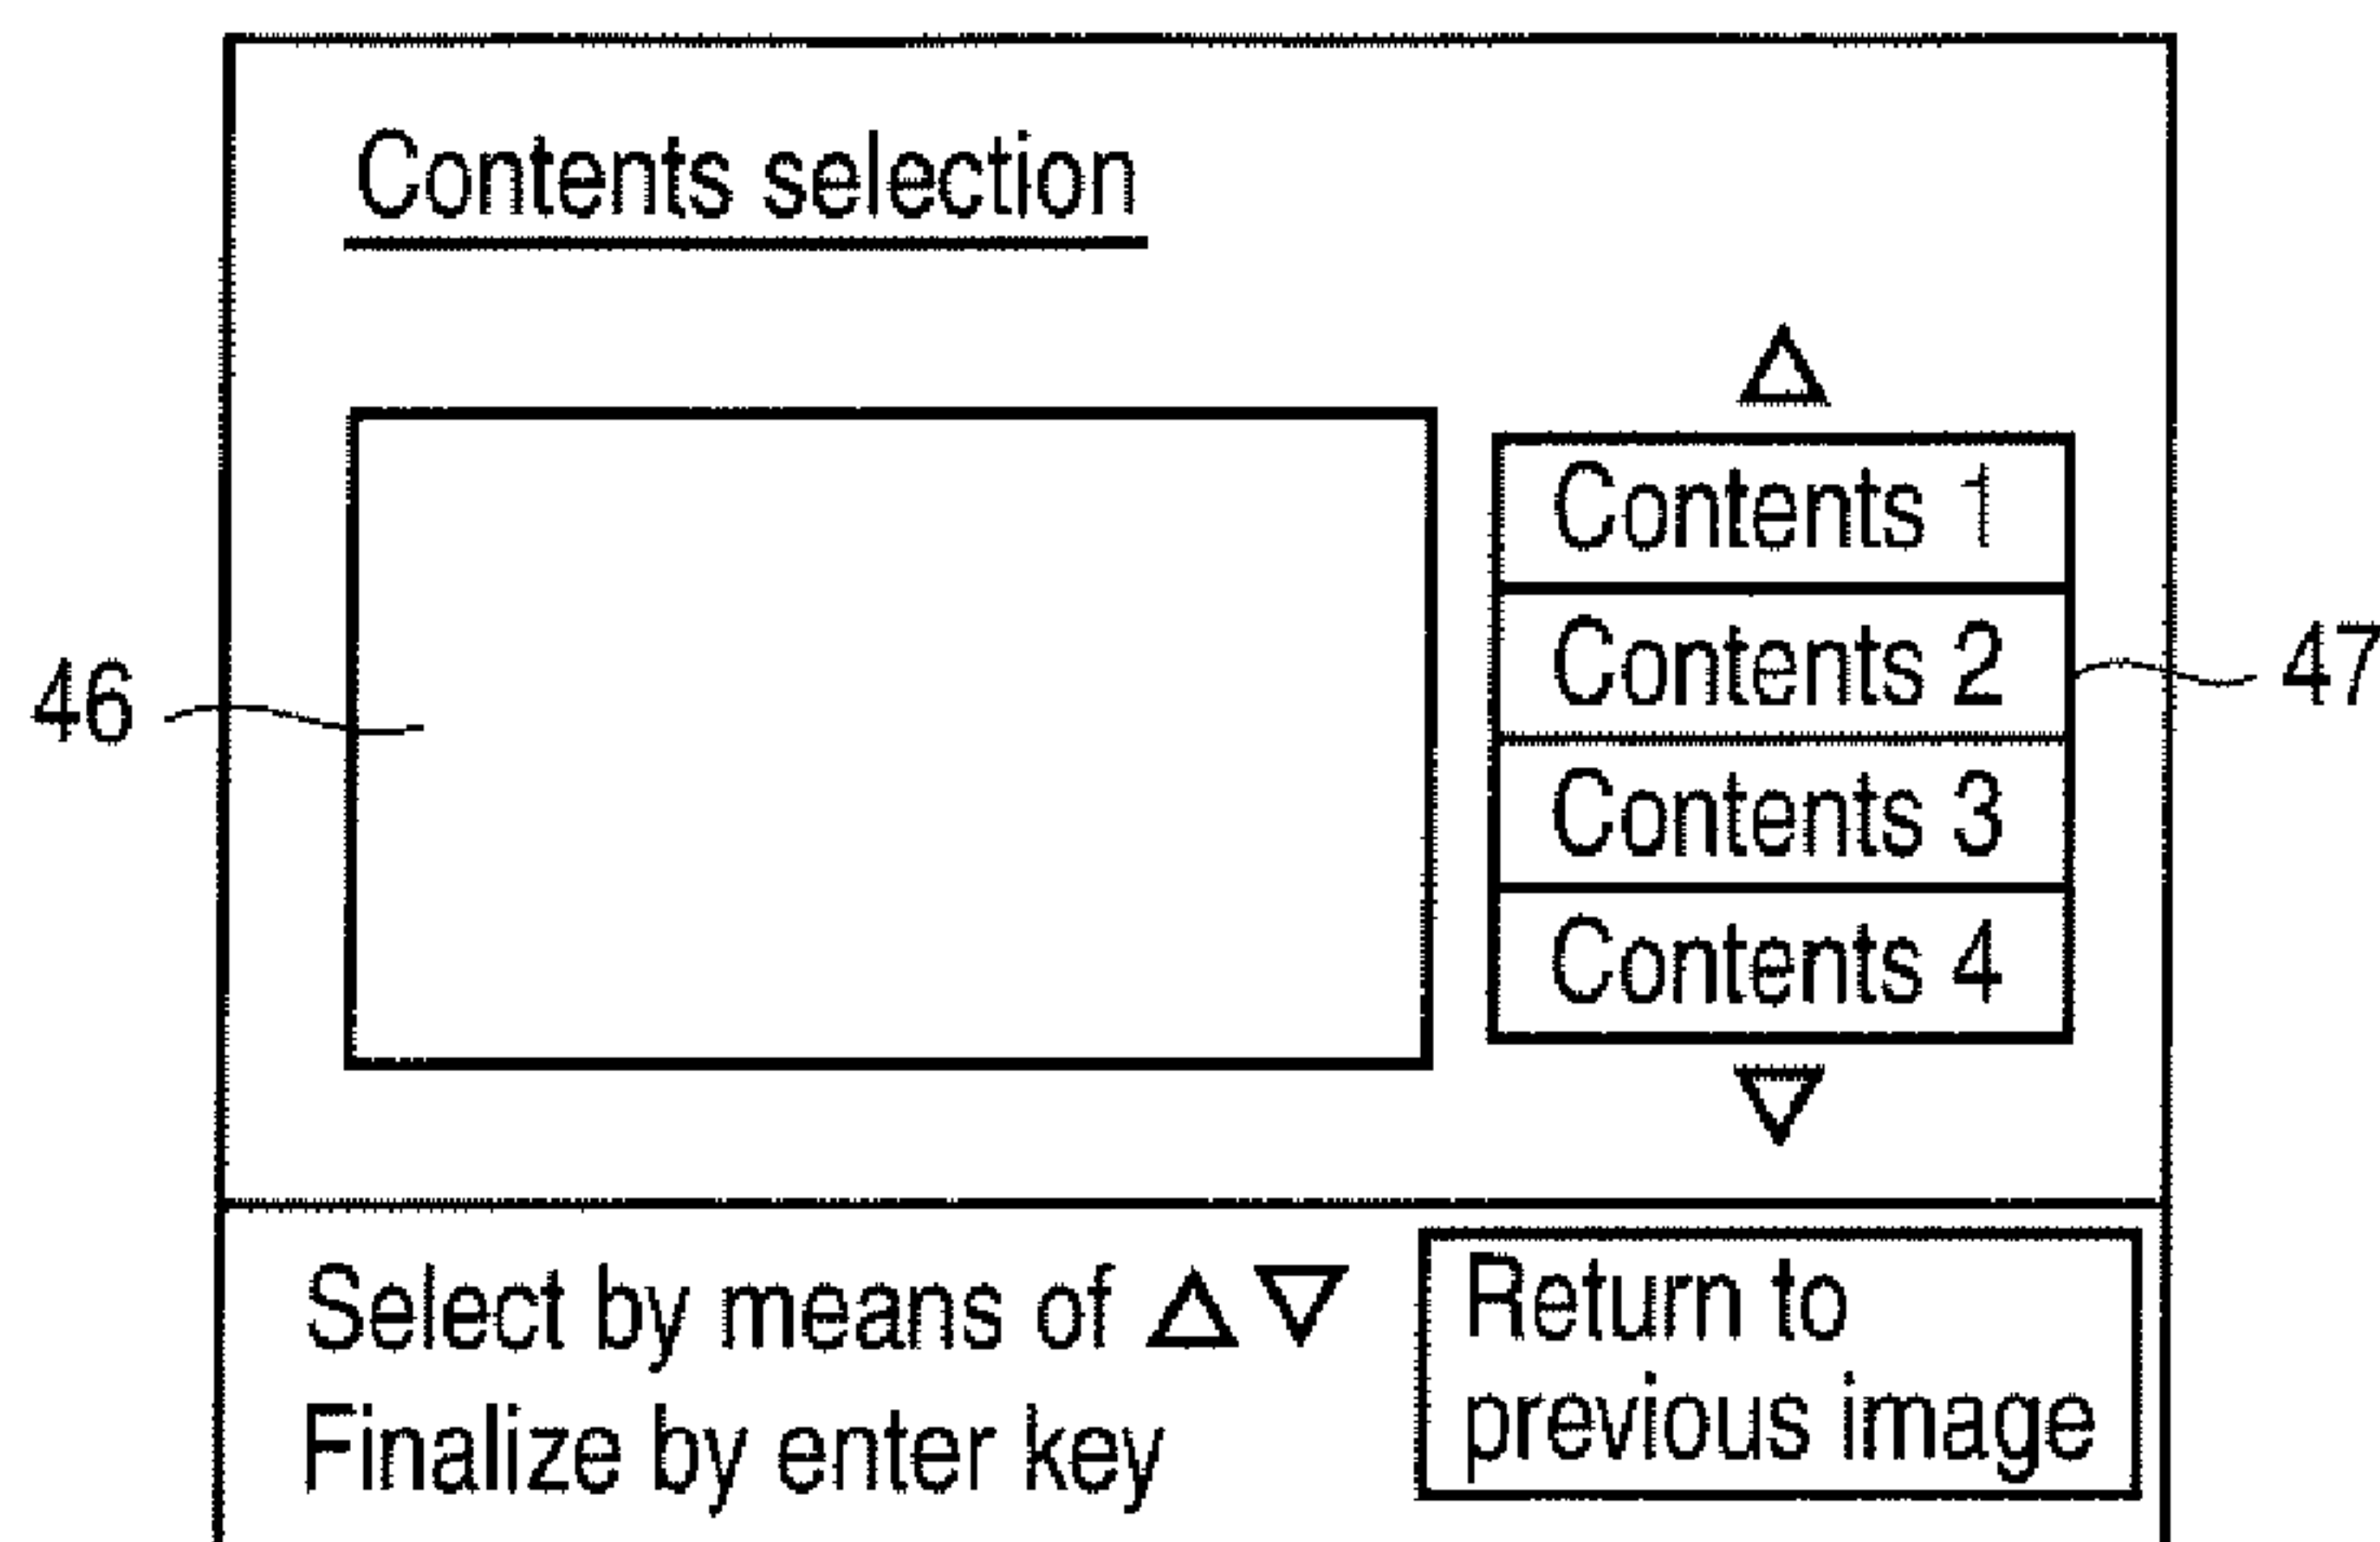 Contents selection
△
Contents 1
Contents 2
Contents 3
Contents 4
▽
46
47
Select by means of △ ▽
Finalize by enter key
Return to
previous image